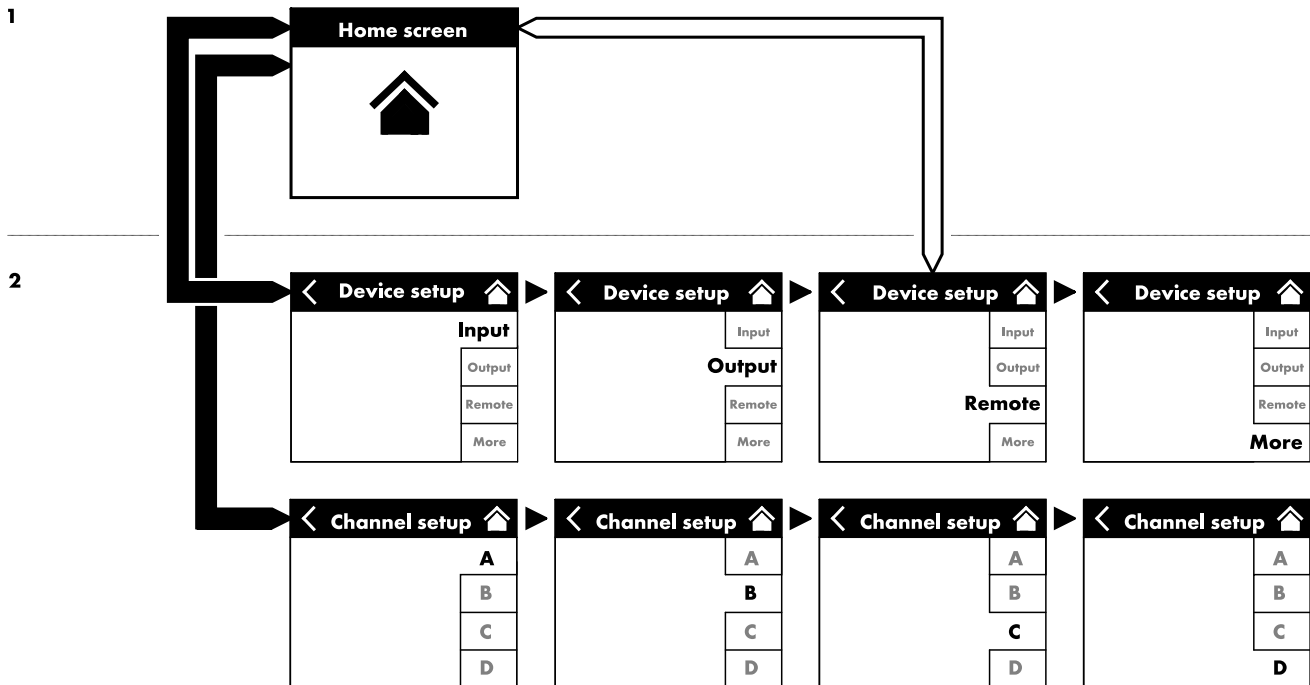 1
Home screen
2
Device setup
Input
Output
Remote
More
Device setup
Input
Output
Remote
More
Device setup
Input
Output
Remote
More
Device setup
Input
Output
Remote
More
Channel setup
A
B
C
D
Channel setup
A
B
C
D
Channel setup
A
B
C
D
Channel setup
A
B
C
D